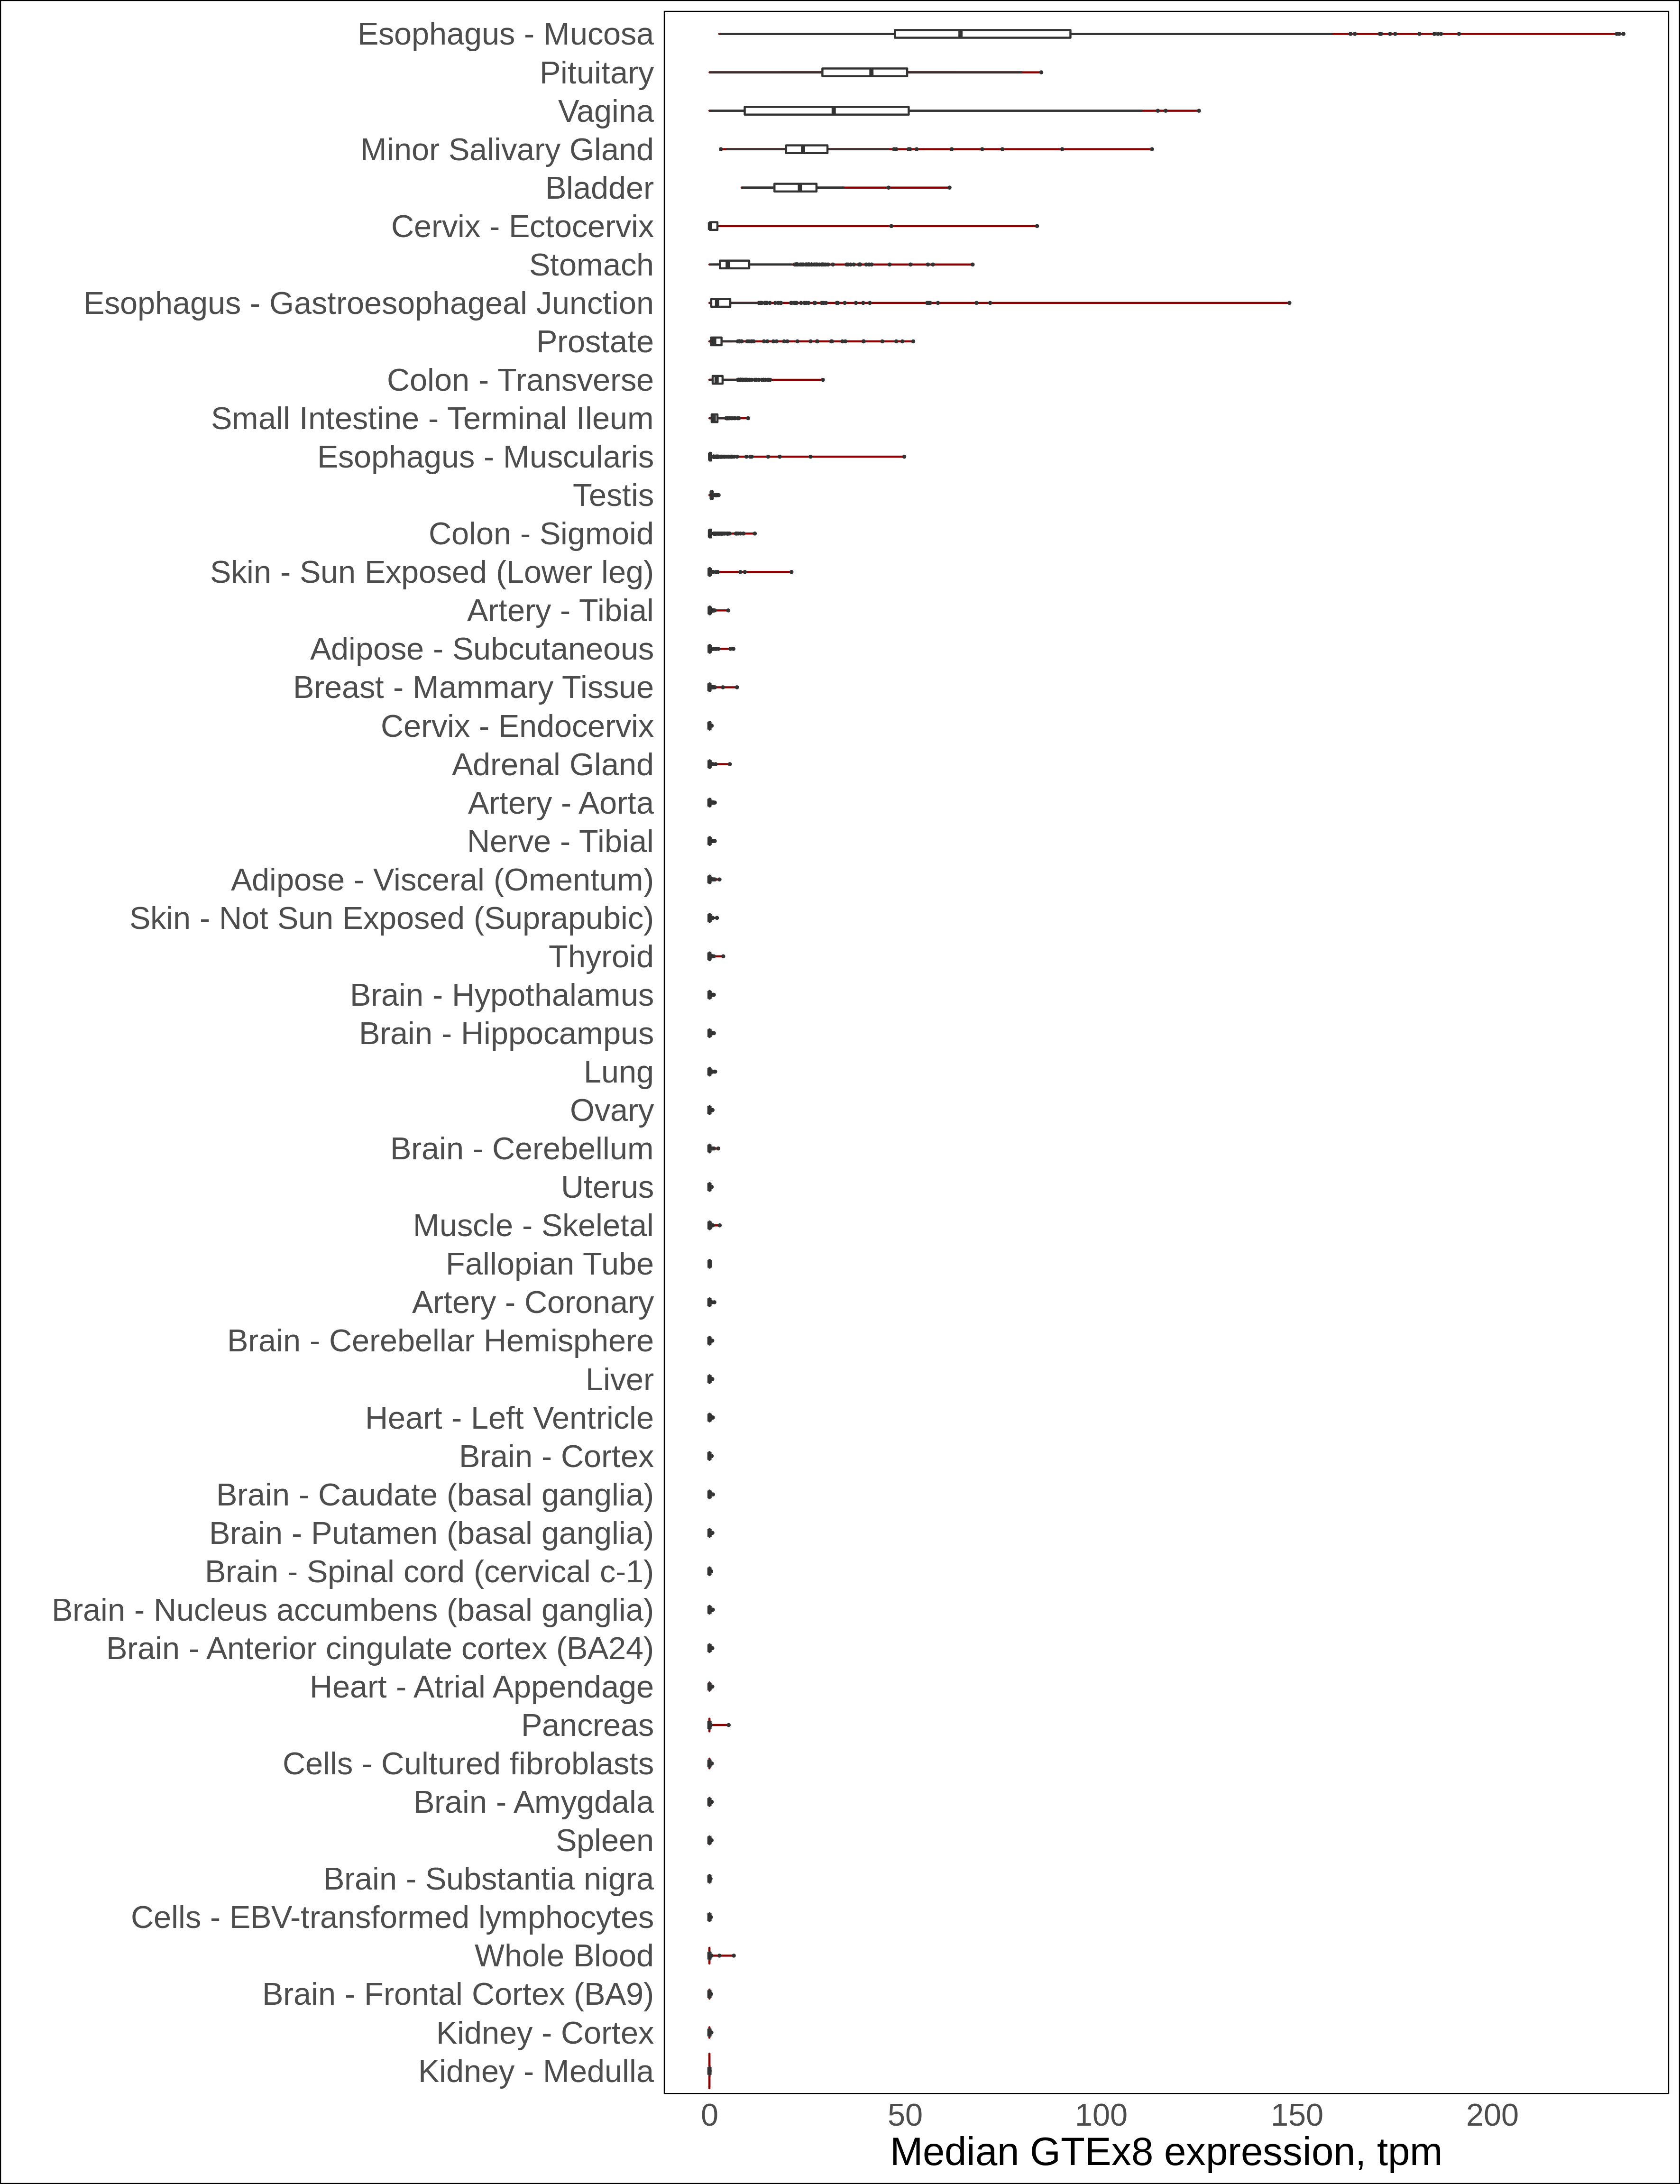 Esophagus - Mucosa
Pituitary
Vagina
Minor Salivary Gland
Bladder
Cervix - Ectocervix
Stomach
Esophagus - Gastroesophageal Junction
Prostate
Colon - Transverse
Small Intestine - Terminal Ileum
Esophagus - Muscularis
Testis
Colon - Sigmoid
Skin - Sun Exposed (Lower leg)
Artery - Tibial
Adipose - Subcutaneous
Breast - Mammary Tissue
Cervix - Endocervix
Adrenal Gland
Artery - Aorta
Nerve - Tibial
Adipose - Visceral (Omentum)
Skin - Not Sun Exposed (Suprapubic)
Thyroid
Brain - Hypothalamus
Brain - Hippocampus
Lung
Ovary
Brain - Cerebellum
Uterus
Muscle - Skeletal
Fallopian Tube
Artery - Coronary
Brain - Cerebellar Hemisphere
Liver
Heart - Left Ventricle
Brain - Cortex
Brain - Caudate (basal ganglia)
Brain - Putamen (basal ganglia)
Brain - Spinal cord (cervical c-1)
Brain - Nucleus accumbens (basal ganglia)
Brain - Anterior cingulate cortex (BA24)
Heart - Atrial Appendage
Pancreas
Cells - Cultured fibroblasts
Brain - Amygdala
Spleen
Brain - Substantia nigra
Cells - EBV-transformed lymphocytes
Whole Blood
Brain - Frontal Cortex (BA9)
Kidney - Cortex
Kidney - Medulla
0 50 100 150 200
Median GTEx8 expression, tpm